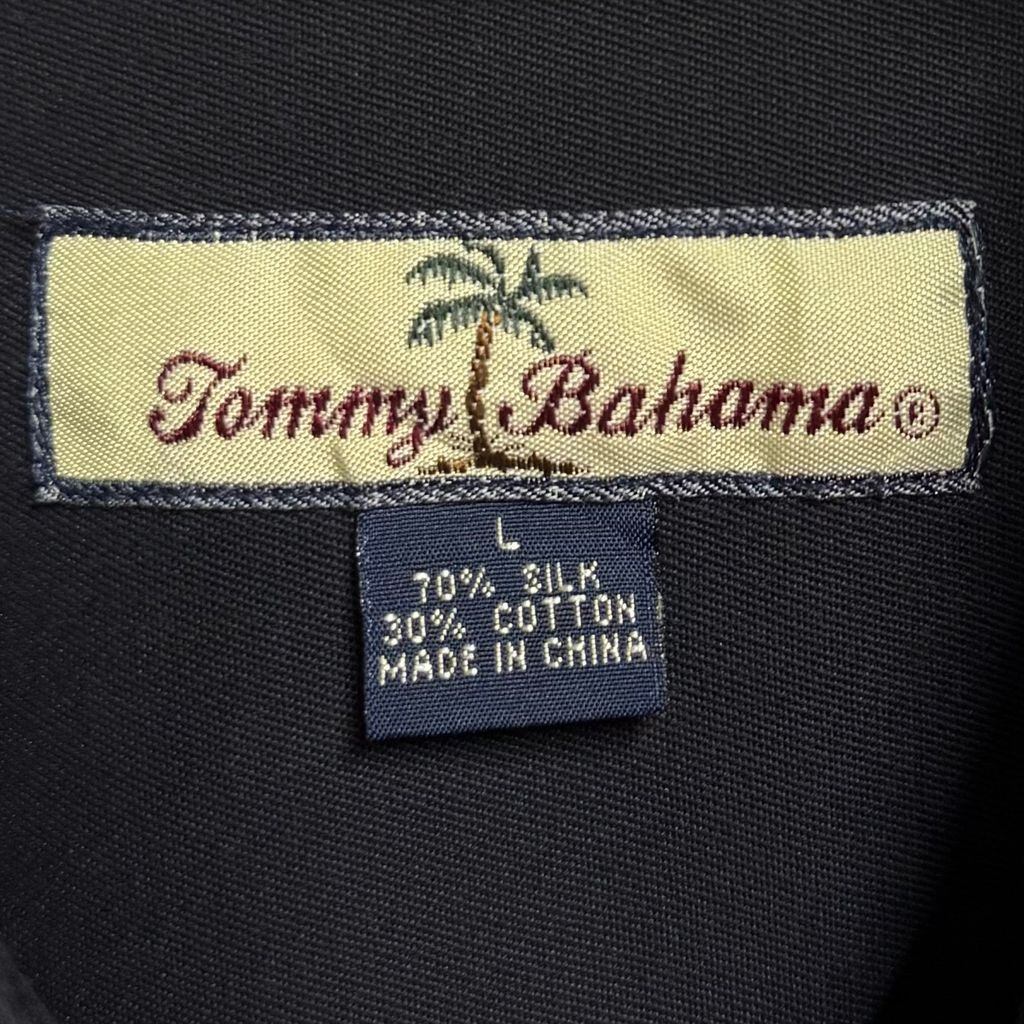 Tommy Bahama®
L
70% SILK
30% COTTON
MADE IN CHINA